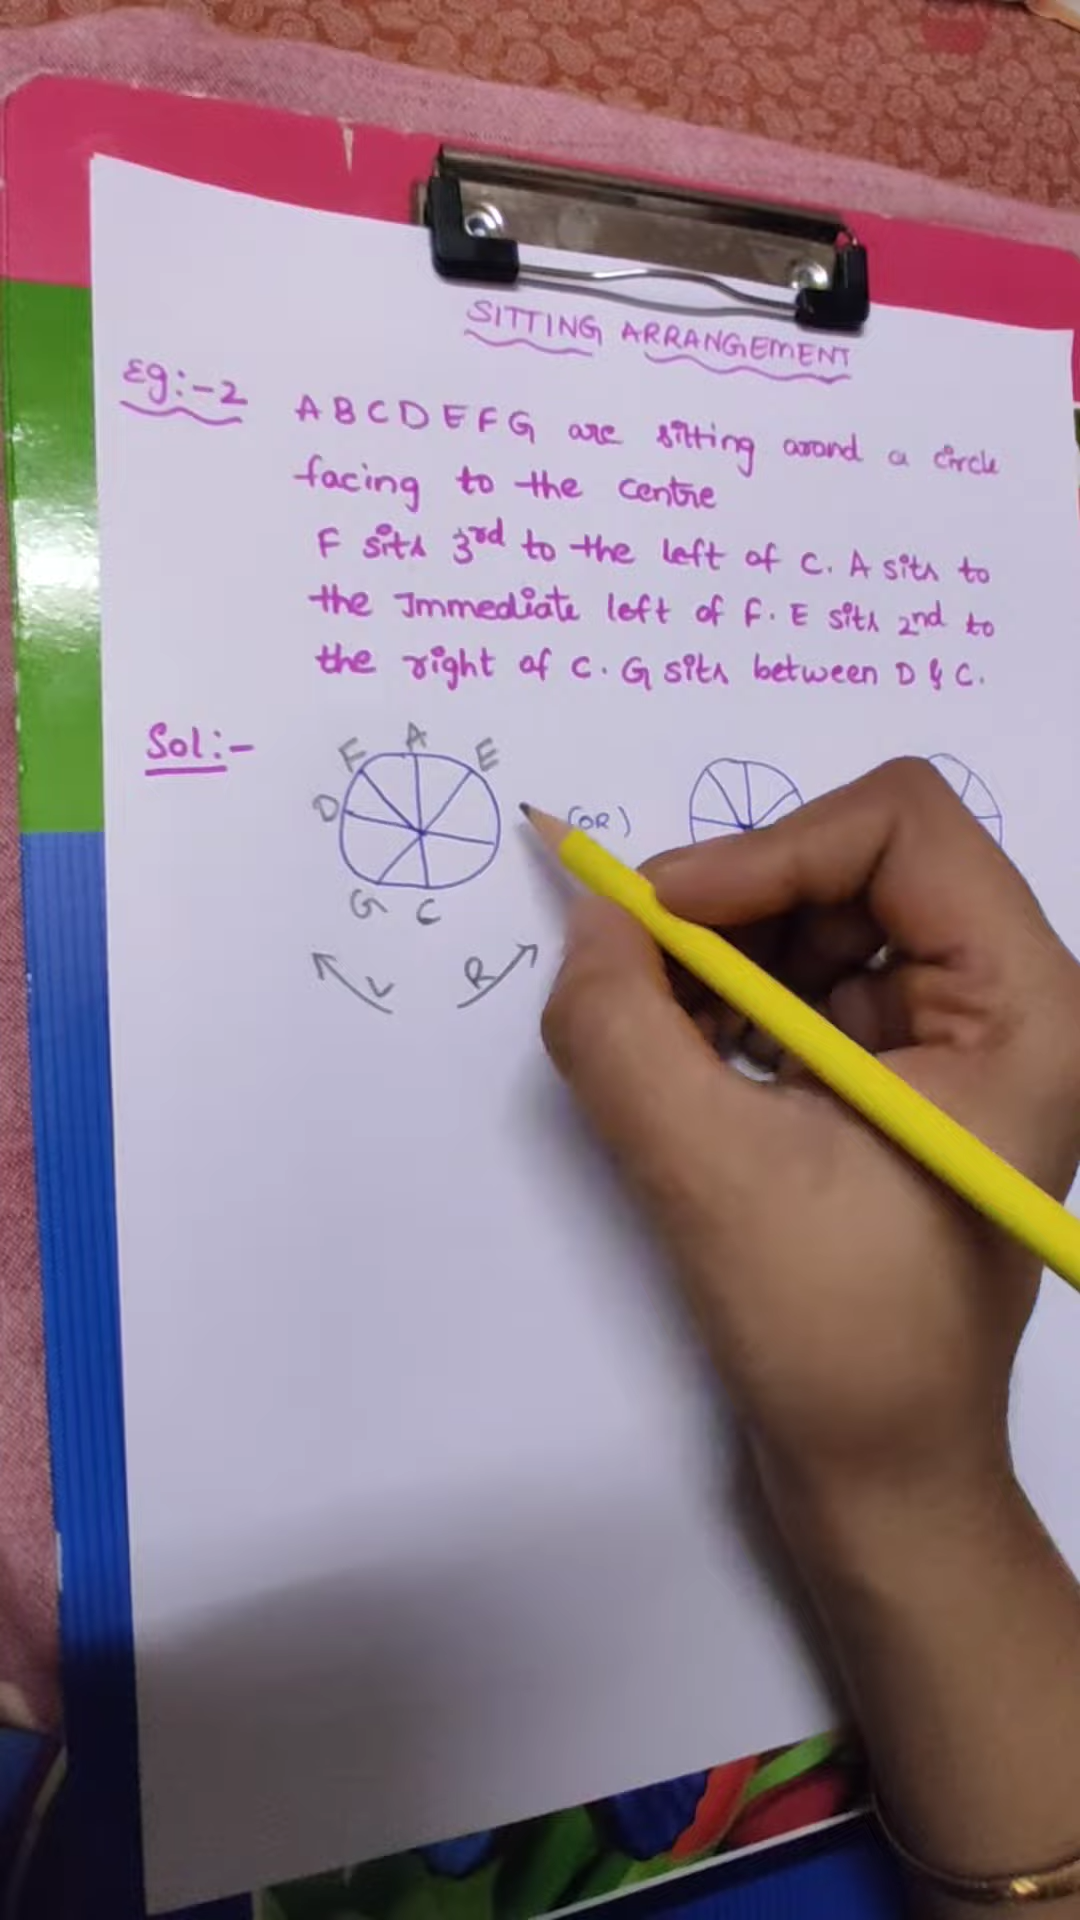 SITTING ARRANGEMENT
Eg:-2 A B C D E F G are sitting arond a circle
facing to the centre
F sits 3rd to the left of C. A sits to
the Immediate left of F. E sits 2nd to
the right of C. G sits between D & C.
Sol:-
F A E
D
(OR)
G C
L R